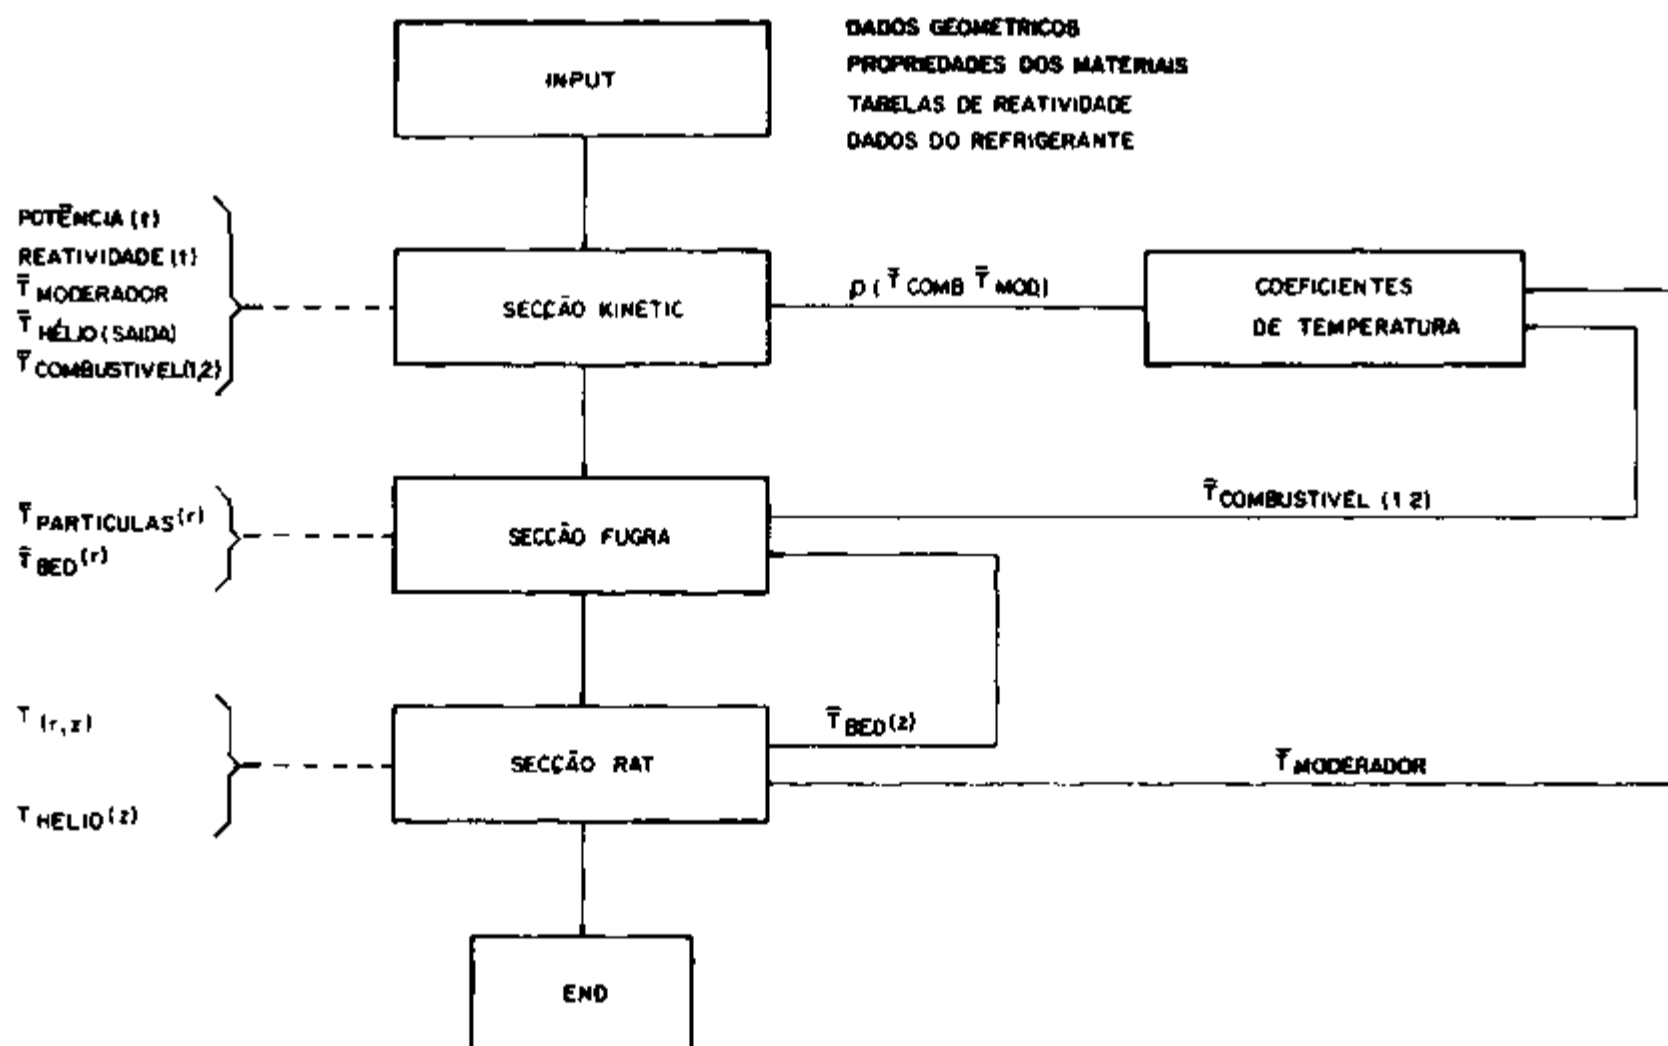 INPUT
DADOS GEOMETRICOS
PROPRIEDADES DOS MATERIAIS
TABELAS DE REATIVIDADE
DADOS DO REFRIGERANTE
POTÊNCIA (t)
REATIVIDADE (t)
T̿ MODERADOR
T̿ HÉLIO (SAIDA)
T̿ COMBUSTIVEL (1,2)
SECÇÃO KINETIC
ρ ( T̿ COMB T̿ MOD)
COEFICIENTES
DE TEMPERATURA
T̿ PARTICULAS (r)
T̿ BED (r)
SECÇÃO FUGRA
T̿ COMBUSTIVEL (1 2)
T (r,z)
T HELIO (z)
SECÇÃO RAT
T̄ BED (z)
T̿ MODERADOR
END